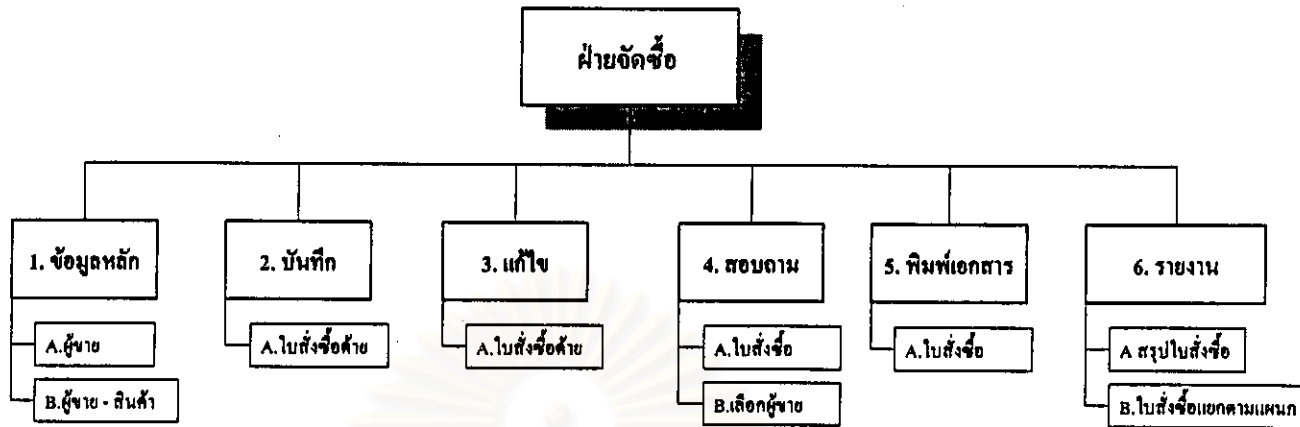 ฝ่ายจัดซื้อ
1. ข้อมูลหลัก
2. บันทึก
3. แก้ไข
4. สอบถาม
5. พิมพ์เอกสาร
6. รายงาน
A.ผู้ขาย
A.ใบสั่งซื้อด้าย
A.ใบสั่งซื้อด้าย
A.ใบสั่งซื้อ
A.ใบสั่งซื้อ
A สรุปใบสั่งซื้อ
B.ผู้ขาย - สินค้า
B.เลือกผู้ขาย
B.ใบสั่งซื้อแยกตามแผนก